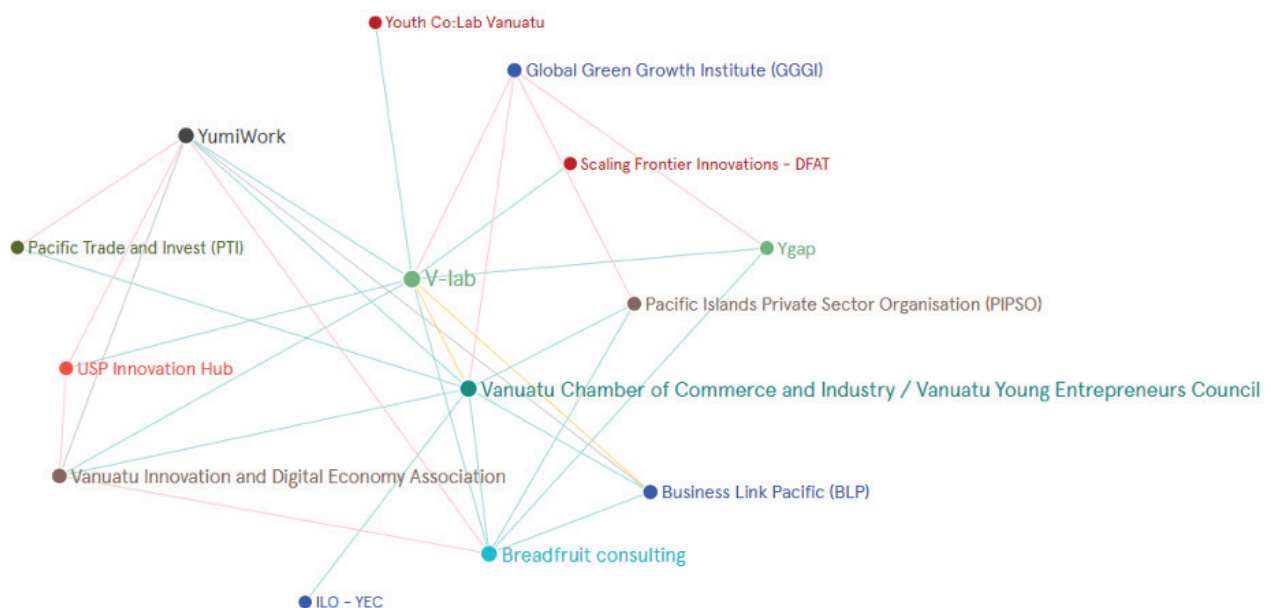 Youth Co:Lab Vanuatu
Global Green Growth Institute (GGGI)
YumiWork
Scaling Frontier Innovations - DFAT
Pacific Trade and Invest (PTI)
Ygap
V-lab
Pacific Islands Private Sector Organisation (PIPSO)
USP Innovation Hub
Vanuatu Chamber of Commerce and Industry / Vanuatu Young Entrepreneurs Council
Vanuatu Innovation and Digital Economy Association
Business Link Pacific (BLP)
Breadfruit consulting
ILO - YEC